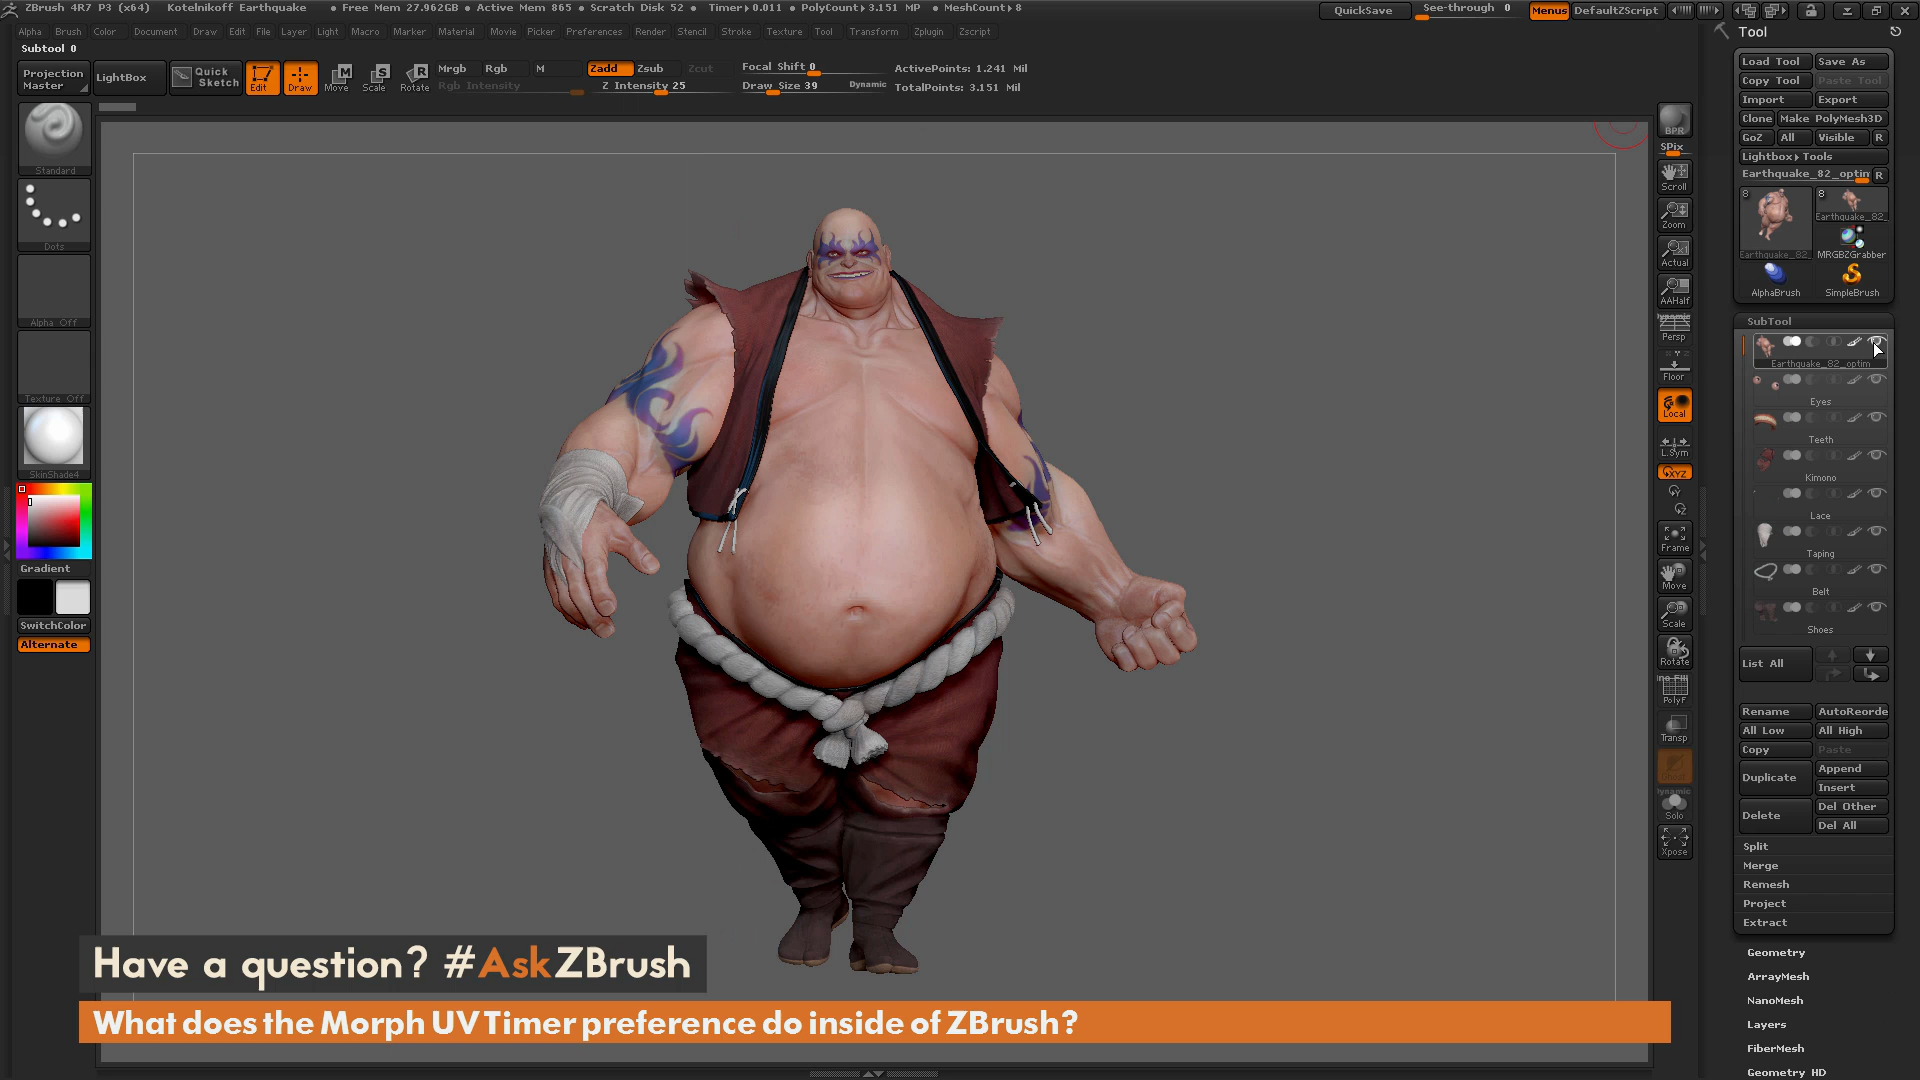 ZBrush 4R7 P3 (x64) Kotelnikoff Earthquake • Free Mem 27.962GB • Active Mem 865 • Scratch Disk 52 • Timer▸0.011 • PolyCount▸3.151 MP • MeshCount▸8 QuickSave See-through 0 Menus DefaultZScript
Alpha Brush Color Document Draw Edit File Layer Light Macro Marker Material Movie Picker Preferences Render Stencil Stroke Texture Tool Transform Zplugin Zscript
Subtool 0
Projection Master
LightBox
Quick Sketch
Edit
Draw
Move
Scale
Rotate
Mrgb Rgb M
Rgb Intensity
Zadd Zsub Zcut
Z Intensity 25
Focal Shift 0
Draw Size 39 Dynamic
ActivePoints: 1.241 Mil
TotalPoints: 3.151 Mil
Standard
Dots
Alpha Off
Texture Off
SkinShade4
Gradient
SwitchColor
Alternate
BPR
SPix
Scroll
Zoom
Actual
AAHalf
Dynamic
Persp
Floor
Local
L.Sym
XYZ
Frame
Move
Scale
Rotate
PolyF
Transp
Dynamic
Solo
Xpose
Tool
Load Tool Save As
Copy Tool Paste Tool
Import Export
Clone Make PolyMesh3D
GoZ All Visible R
Lightbox▸Tools
Earthquake_82_optim R
8 8
Earthquake_82_
Earthquake_82_
MRGBZGrabber
AlphaBrush SimpleBrush
SubTool
Earthquake_82_optim
Eyes
Teeth
Kimono
Lace
Taping
Belt
Shoes
List All
Rename AutoReorde
All Low All High
Copy Paste
Duplicate Append
Insert
Delete Del Other
Del All
Split
Merge
Remesh
Project
Extract
Geometry
ArrayMesh
NanoMesh
Layers
FiberMesh
Geometry HD
Have a question? #AskZBrush
What does the Morph UV Timer preference do inside of ZBrush?